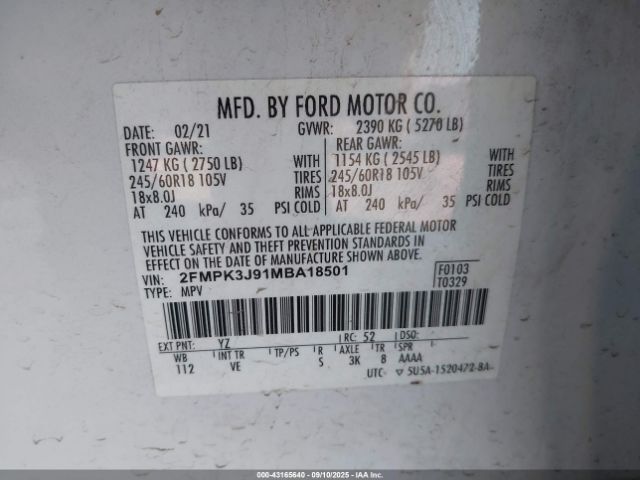 MFD. BY FORD MOTOR CO.
DATE: 02/21 GVWR: 2390 KG ( 5270 LB)
FRONT GAWR: REAR GAWR:
1247 KG ( 2750 LB) WITH 1154 KG ( 2545 LB) WITH
245/60R18 105V TIRES 245/60R18 105V TIRES
18x8.0J RIMS 18x8.0J RIMS
AT 240 kPa/ 35 PSI COLD AT 240 kPa/ 35 PSI COLD
THIS VEHICLE CONFORMS TO ALL APPLICABLE FEDERAL MOTOR
VEHICLE SAFETY AND THEFT PREVENTION STANDARDS IN
EFFECT ON THE DATE OF MANUFACTURE SHOWN ABOVE.
VIN: 2FMPK3J91MBA18501 F0103
TYPE: MPV T0329
EXT PNT: YZ RC: 52 DSO:
WB INT TR TP/PS R AXLE TR SPR
112 VE S 3K 8 AAAA
UTC ▽ 5U5A-1520472-BA
000-43165640 - 09/10/2025 - IAAI.COM